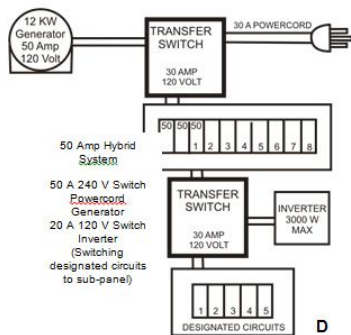 12 KW
Generator
50 Amp
120 Volt
TRANSFER
SWITCH
30 AMP
120 VOLT
30 A POWERCORD
50 50 50
1 2 3 4 5 6 7 8
50 Amp Hybrid
System
50 A 240 V Switch
Powercord
Generator
20 A 120 V Switch
Inverter
(Switching
designated circuits
to sub-panel)
TRANSFER
SWITCH
30 AMP
120 VOLT
INVERTER
3000 W
MAX
1 2 3 4 5
DESIGNATED CIRCUITS
D